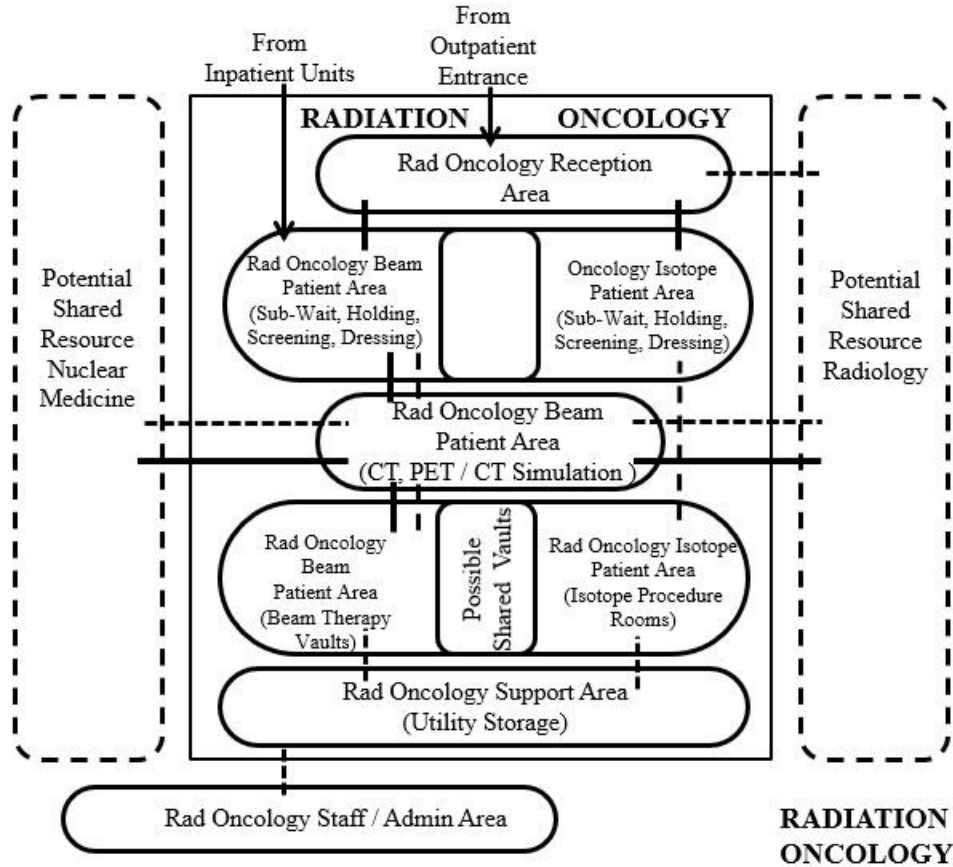 From
Inpatient Units
From
Outpatient
Entrance
RADIATION ONCOLOGY
Rad Oncology Reception
Area
Potential
Shared
Resource
Nuclear
Medicine
Rad Oncology Beam
Patient Area
(Sub-Wait, Holding,
Screening, Dressing)
Oncology Isotope
Patient Area
(Sub-Wait, Holding,
Screening, Dressing)
Potential
Shared
Resource
Radiology
Rad Oncology Beam
Patient Area
(CT, PET / CT Simulation )
Rad Oncology
Beam
Patient Area
(Beam Therapy
Vaults)
Possible
Shared Vaults
Rad Oncology Isotope
Patient Area
(Isotope Procedure
Rooms)
Rad Oncology Support Area
(Utility Storage)
Rad Oncology Staff / Admin Area
RADIATION
ONCOLOGY